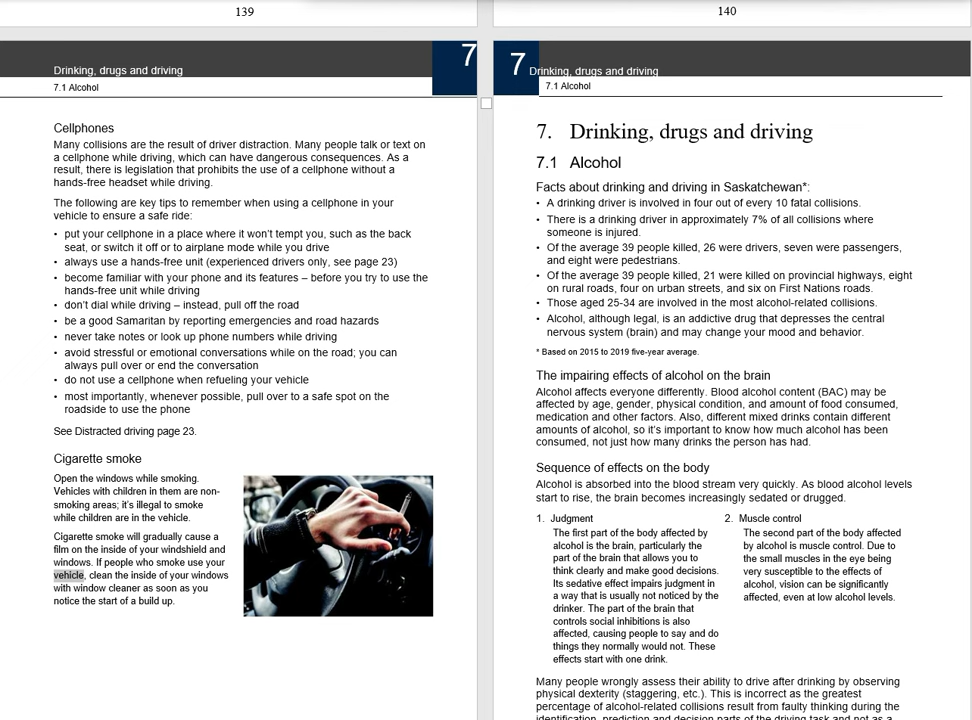 139
140
7
Drinking, drugs and driving
7.1 Alcohol
Cellphones
Many collisions are the result of driver distraction. Many people talk or text on
a cellphone while driving, which can have dangerous consequences. As a
result, there is legislation that prohibits the use of a cellphone without a
hands-free headset while driving.
The following are key tips to remember when using a cellphone in your
vehicle to ensure a safe ride:
• put your cellphone in a place where it won't tempt you, such as the back
seat, or switch it off or to airplane mode while you drive
• always use a hands-free unit (experienced drivers only, see page 23)
• become familiar with your phone and its features – before you try to use the
hands-free unit while driving
• don't dial while driving – instead, pull off the road
• be a good Samaritan by reporting emergencies and road hazards
• never take notes or look up phone numbers while driving
• avoid stressful or emotional conversations while on the road; you can
always pull over or end the conversation
• do not use a cellphone when refueling your vehicle
• most importantly, whenever possible, pull over to a safe spot on the
roadside to use the phone
See Distracted driving page 23.
Cigarette smoke
Open the windows while smoking.
Vehicles with children in them are non-
smoking areas; it's illegal to smoke
while children are in the vehicle.
Cigarette smoke will gradually cause a
film on the inside of your windshield and
windows. If people who smoke use your
vehicle, clean the inside of your windows
with window cleaner as soon as you
notice the start of a build up.
7 Drinking, drugs and driving
7.1 Alcohol
7. Drinking, drugs and driving
7.1 Alcohol
Facts about drinking and driving in Saskatchewan*:
• A drinking driver is involved in four out of every 10 fatal collisions.
• There is a drinking driver in approximately 7% of all collisions where
someone is injured.
• Of the average 39 people killed, 26 were drivers, seven were passengers,
and eight were pedestrians.
• Of the average 39 people killed, 21 were killed on provincial highways, eight
on rural roads, four on urban streets, and six on First Nations roads.
• Those aged 25-34 are involved in the most alcohol-related collisions.
• Alcohol, although legal, is an addictive drug that depresses the central
nervous system (brain) and may change your mood and behavior.
* Based on 2015 to 2019 five-year average.
The impairing effects of alcohol on the brain
Alcohol affects everyone differently. Blood alcohol content (BAC) may be
affected by age, gender, physical condition, and amount of food consumed,
medication and other factors. Also, different mixed drinks contain different
amounts of alcohol, so it's important to know how much alcohol has been
consumed, not just how many drinks the person has had.
Sequence of effects on the body
Alcohol is absorbed into the blood stream very quickly. As blood alcohol levels
start to rise, the brain becomes increasingly sedated or drugged.
1. Judgment
The first part of the body affected by
alcohol is the brain, particularly the
part of the brain that allows you to
think clearly and make good decisions.
Its sedative effect impairs judgment in
a way that is usually not noticed by the
drinker. The part of the brain that
controls social inhibitions is also
affected, causing people to say and do
things they normally would not. These
effects start with one drink.
2. Muscle control
The second part of the body affected
by alcohol is muscle control. Due to
the small muscles in the eye being
very susceptible to the effects of
alcohol, vision can be significantly
affected, even at low alcohol levels.
Many people wrongly assess their ability to drive after drinking by observing
physical dexterity (staggering, etc.). This is incorrect as the greatest
percentage of alcohol-related collisions result from faulty thinking during the
identification, prediction and decision parts of the driving task and not as a